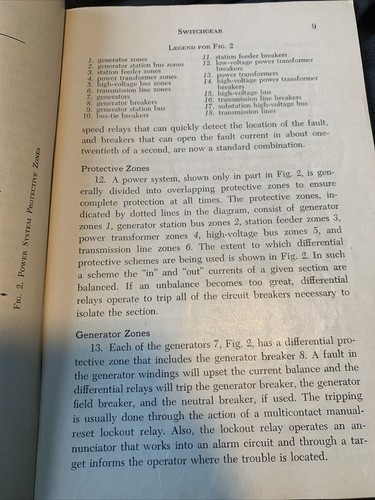 SWITCHGEAR
9
LEGEND FOR FIG. 2
1. generator zones
2. generator station bus zones
3. station feeder zones
4. power transformer zones
5. high-voltage bus zones
6. transmission line zones
7. generators
8. generator breakers
9. generator station bus
10. bus-tie breakers
11. station feeder breakers
12. low-voltage power transformer
breakers
13. power transformers
14. high-voltage power transformer
breakers
15. high-voltage bus
16. transmission line breakers
17. substation high-voltage bus
18. transmission lines
speed relays that can quickly detect the location of the fault,
and breakers that can open the fault current in about one-
twentieth of a second, are now a standard combination.
Protective Zones
12. A power system, shown only in part in Fig. 2, is gen-
erally divided into overlapping protective zones to ensure
complete protection at all times. The protective zones, in-
dicated by dotted lines in the diagram, consist of generator
zones 1, generator station bus zones 2, station feeder zones 3,
power transformer zones 4, high-voltage bus zones 5, and
transmission line zones 6. The extent to which differential
protective schemes are being used is shown in Fig. 2. In such
a scheme the "in" and "out" currents of a given section are
balanced. If an unbalance becomes too great, differential
relays operate to trip all of the circuit breakers necessary to
isolate the section.
Generator Zones
13. Each of the generators 7, Fig. 2, has a differential pro-
tective zone that includes the generator breaker 8. A fault in
the generator windings will upset the current balance and the
differential relays will trip the generator breaker, the generator
field breaker, and the neutral breaker, if used. The tripping
is usually done through the action of a multicontact manual-
reset lockout relay. Also, the lockout relay operates an an-
nunciator that works into an alarm circuit and through a tar-
get informs the operator where the trouble is located.
FIG. 2. POWER SYSTEM PROTECTIVE ZONES